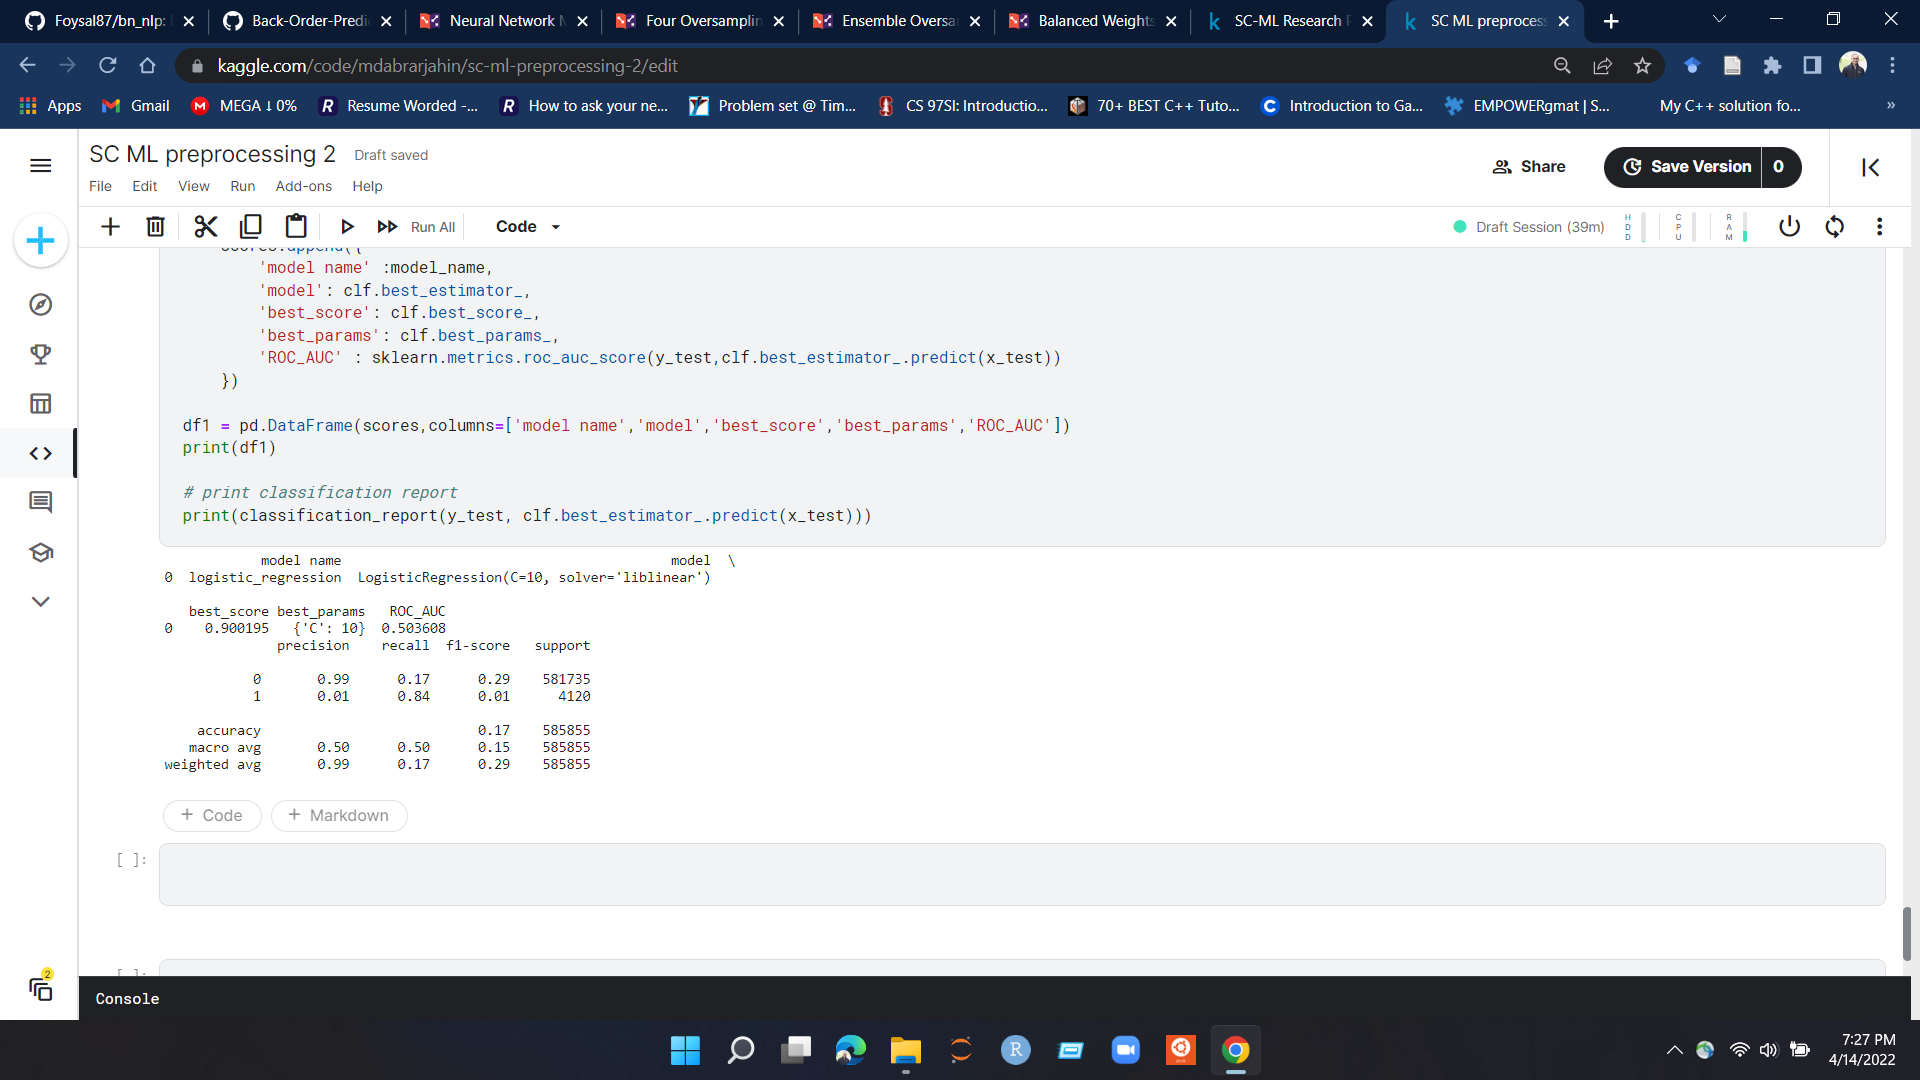 Foysal87/bn_nlp:
Back-Order-Predi
Neural Network
Four Oversamplin
Ensemble Oversa
Balanced Weights
SC-ML Research
SC ML preprocess
kaggle.com/code/mdabrarjahin/sc-ml-preprocessing-2/edit
Apps
Gmail
MEGA ↓ 0%
Resume Worded -...
How to ask your ne...
Problem set @ Tim...
CS 97SI: Introductio...
70+ BEST C++ Tuto...
Introduction to Ga...
EMPOWERgmat | S...
My C++ solution fo...
»
SC ML preprocessing 2 Draft saved
Share
Save Version 0
File Edit View Run Add-ons Help
Run All
Code
Draft Session (39m)
HDD
CPU
RAM
scores.append({
'model name' :model_name,
'model': clf.best_estimator_,
'best_score': clf.best_score_,
'best_params': clf.best_params_,
'ROC_AUC' : sklearn.metrics.roc_auc_score(y_test,clf.best_estimator_.predict(x_test))
})
df1 = pd.DataFrame(scores,columns=['model name','model','best_score','best_params','ROC_AUC'])
print(df1)
# print classification report
print(classification_report(y_test, clf.best_estimator_.predict(x_test)))
model name model \
0 logistic_regression LogisticRegression(C=10, solver='liblinear')
best_score best_params ROC_AUC
0 0.900195 {'C': 10} 0.503608
precision recall f1-score support
0 0.99 0.17 0.29 581735
1 0.01 0.84 0.01 4120
accuracy 0.17 585855
macro avg 0.50 0.50 0.15 585855
weighted avg 0.99 0.17 0.29 585855
+ Code
+ Markdown
[ ]:
[ ]:
2
Console
7:27 PM
4/14/2022